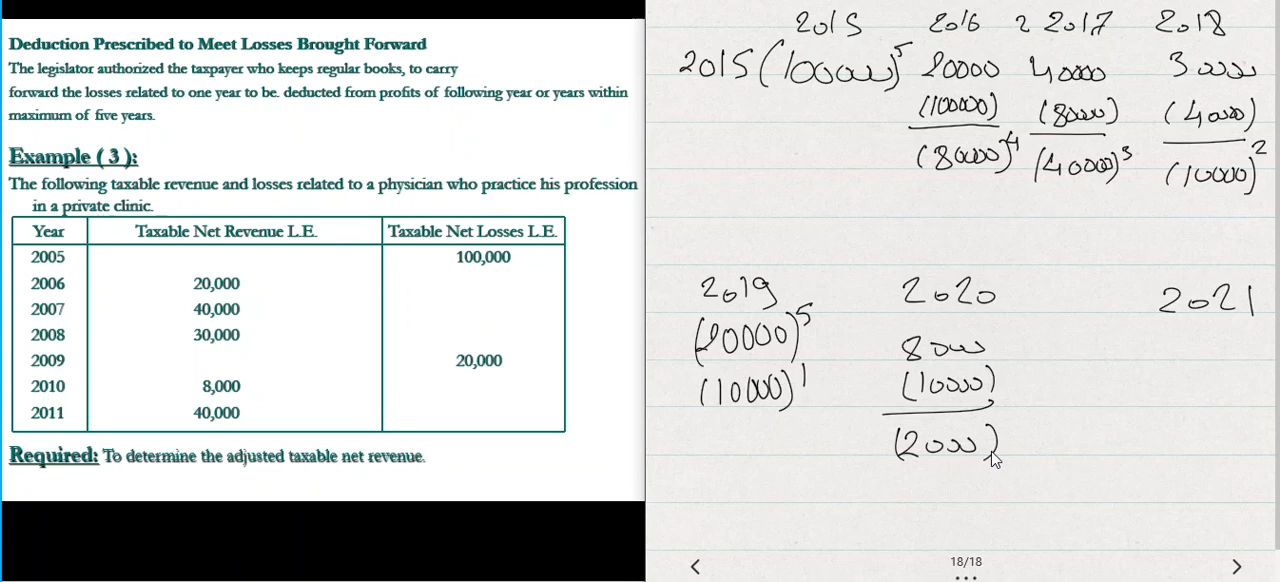 Deduction Prescribed to Meet Losses Brought Forward
The legislator authorized the taxpayer who keeps regular books, to carry
forward the losses related to one year to be. deducted from profits of following year or years within
maximum of five years.
Example ( 3 ):
The following taxable revenue and losses related to a physician who practice his profession
in a private clinic.
Year Taxable Net Revenue L.E. Taxable Net Losses L.E.
2005 100,000
2006 20,000
2007 40,000
2008 30,000
2009 20,000
2010 8,000
2011 40,000
Required: To determine the adjusted taxable net revenue.
2015 2016 2 2017 2018
2015 (100000)5 20000 40000 30000
(100000) (80000) (40000)
(80000)4 (40000)3 (10000)2
2019 2020 2021
(20000)5 8000
(10000)1 (10000)
(2000)
18/18